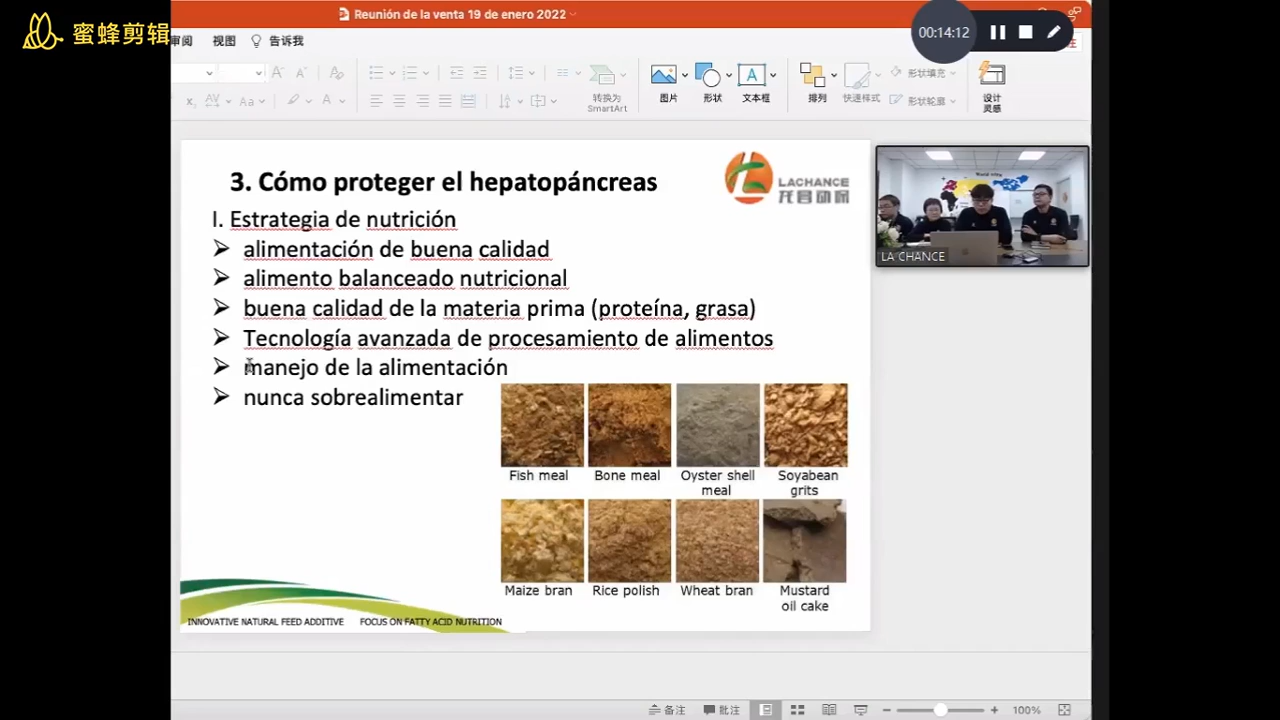 Reunión de la venta 19 de enero 2022
00:14:12
蜜蜂剪辑
审阅 视图 告诉我
形状填充
转换为
SmartArt
图片 形状 文本框 排列 快速样式 形状轮廓 设计
灵感
3. Cómo proteger el hepatopáncreas
LACHANCE
I. Estrategia de nutrición
alimentación de buena calidad
alimento balanceado nutricional
buena calidad de la materia prima (proteína, grasa)
Tecnología avanzada de procesamiento de alimentos
manejo de la alimentación
nunca sobrealimentar
LA CHANCE
Fish meal Bone meal Oyster shell
meal Soyabean
grits
Maize bran Rice polish Wheat bran Mustard
oil cake
INNOVATIVE NATURAL FEED ADDITIVE FOCUS ON FATTY ACID NUTRITION
备注 批注 100%